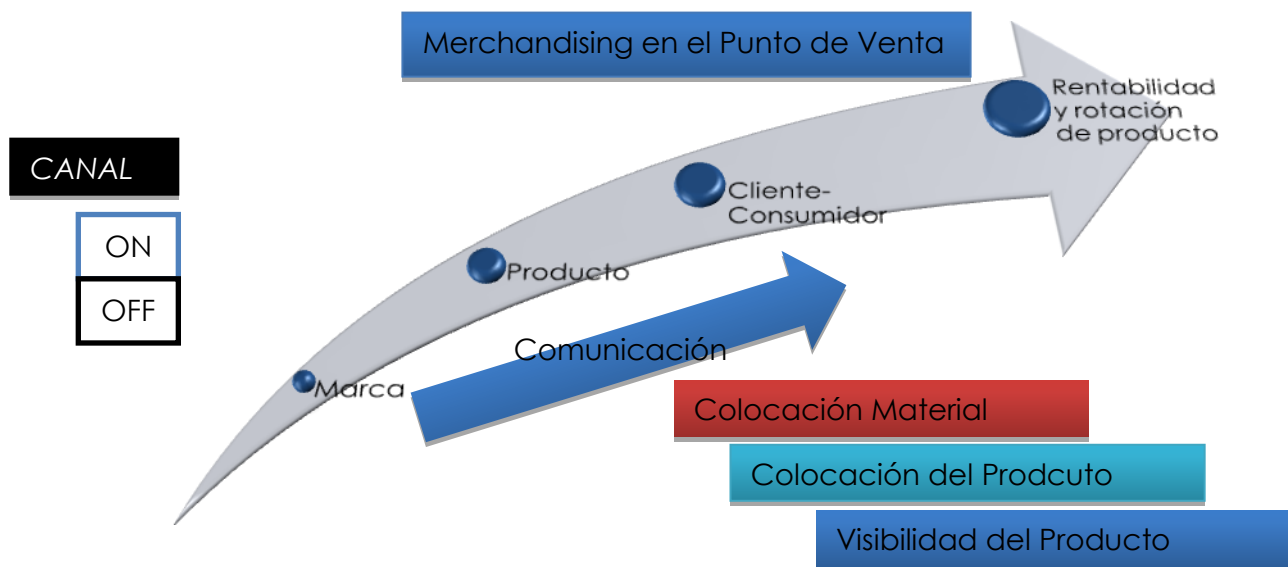 Merchandising en el Punto de Venta
Rentabilidad
y rotación
de producto
CANAL
ON
OFF
Cliente-
Consumidor
Producto
Marca
Comunicación
Colocación Material
Colocación del Prodcuto
Visibilidad del Producto